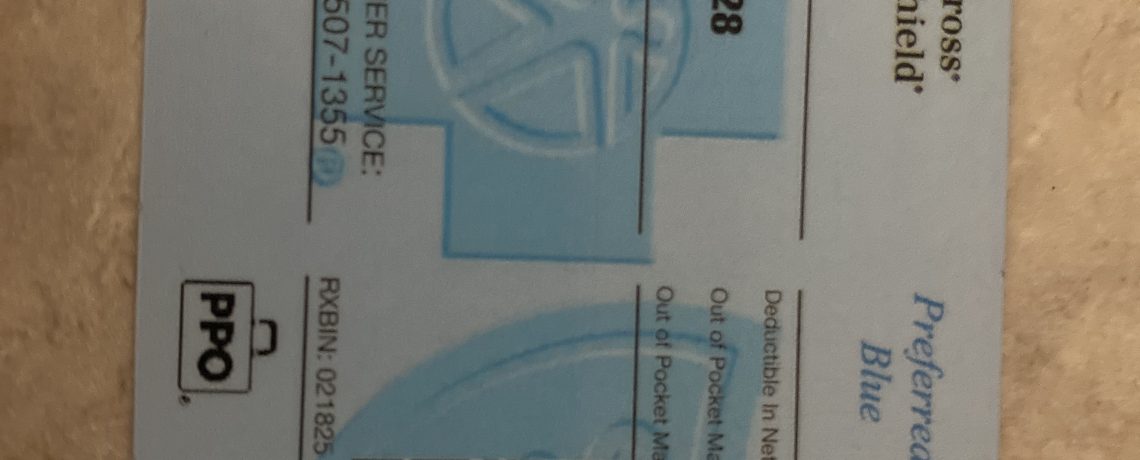 ross®
hield®
Preferred
Blue
28
Deductible In Net
Out of Pocket Ma
Out of Pocket Ma
ER SERVICE:
507-1355
RXBIN: 021825
PPO